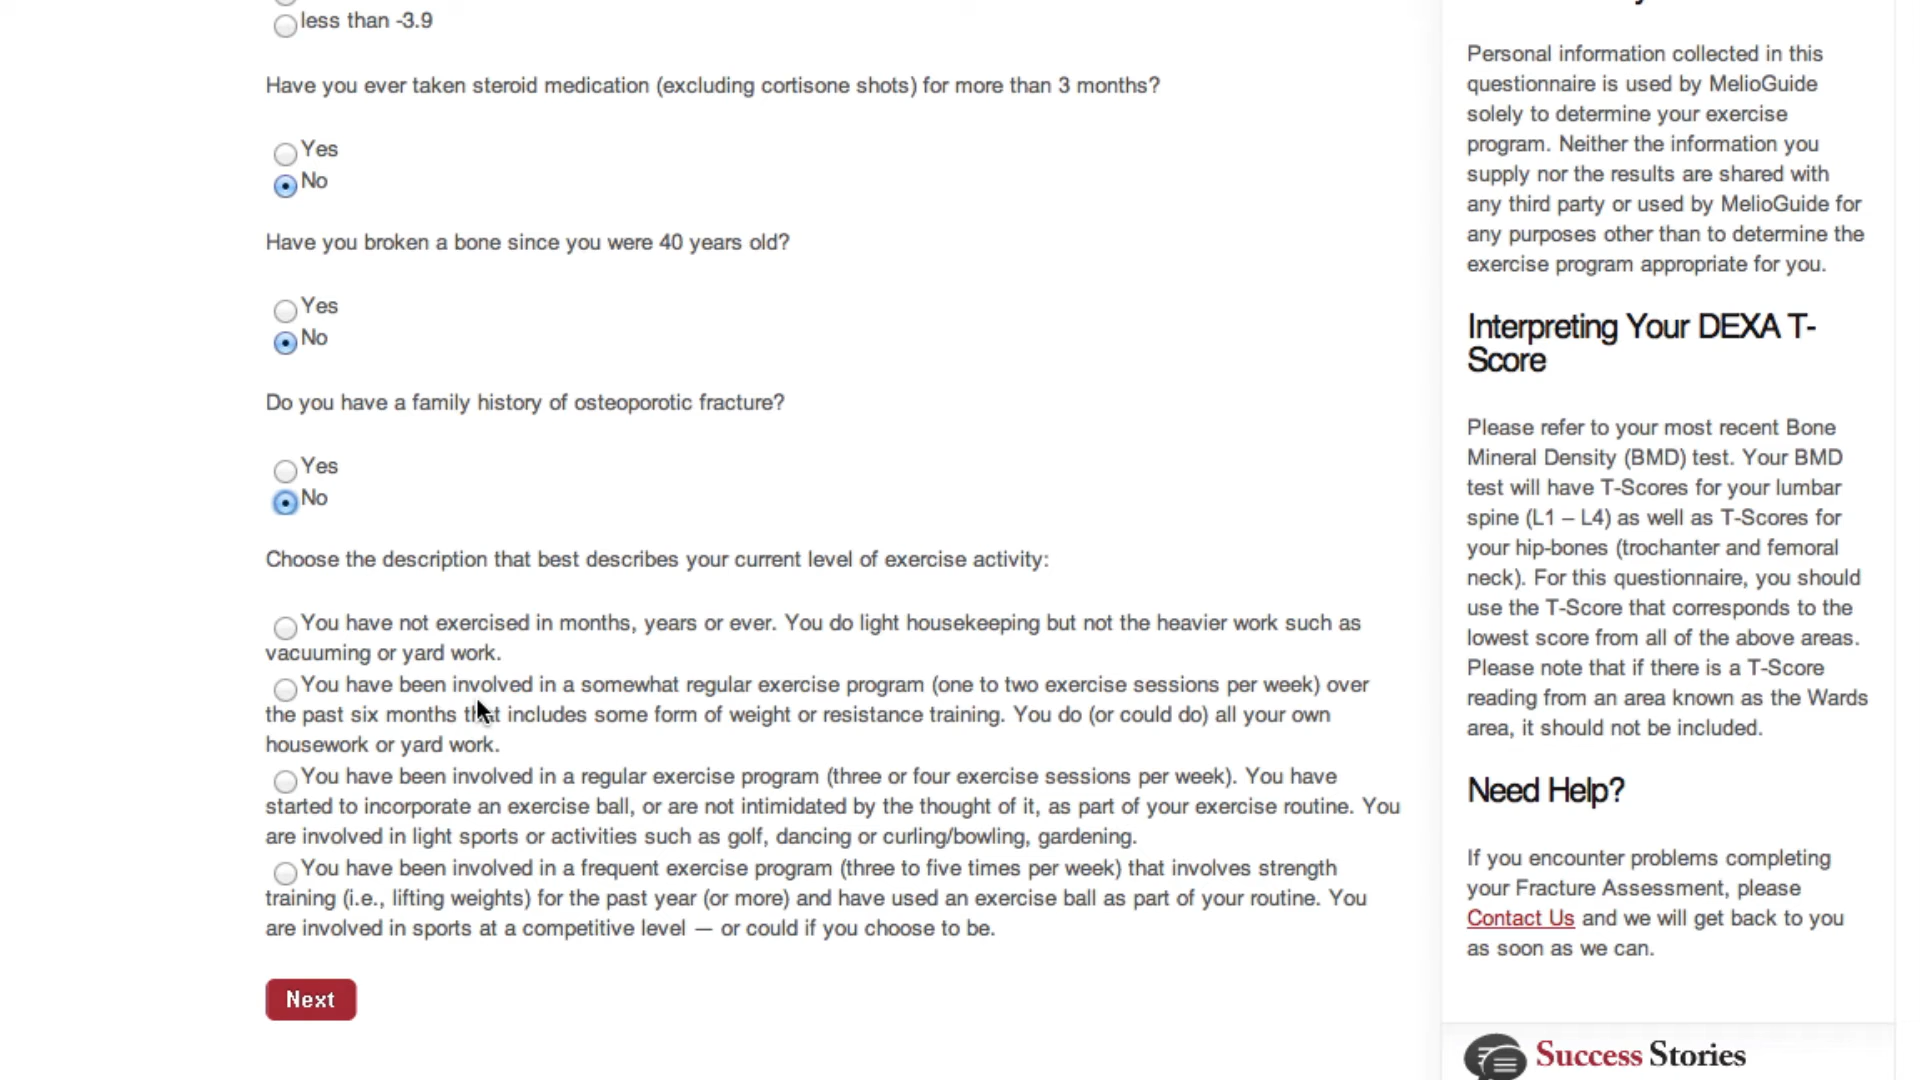 less than -3.9
Have you ever taken steroid medication (excluding cortisone shots) for more than 3 months?
Yes
No
Have you broken a bone since you were 40 years old?
Yes
No
Do you have a family history of osteoporotic fracture?
Yes
No
Choose the description that best describes your current level of exercise activity:
You have not exercised in months, years or ever. You do light housekeeping but not the heavier work such as
vacuuming or yard work.
You have been involved in a somewhat regular exercise program (one to two exercise sessions per week) over
the past six months that includes some form of weight or resistance training. You do (or could do) all your own
housework or yard work.
You have been involved in a regular exercise program (three or four exercise sessions per week). You have
started to incorporate an exercise ball, or are not intimidated by the thought of it, as part of your exercise routine. You
are involved in light sports or activities such as golf, dancing or curling/bowling, gardening.
You have been involved in a frequent exercise program (three to five times per week) that involves strength
training (i.e., lifting weights) for the past year (or more) and have used an exercise ball as part of your routine. You
are involved in sports at a competitive level — or could if you choose to be.
Next
Personal information collected in this
questionnaire is used by MelioGuide
solely to determine your exercise
program. Neither the information you
supply nor the results are shared with
any third party or used by MelioGuide for
any purposes other than to determine the
exercise program appropriate for you.
Interpreting Your DEXA T-
Score
Please refer to your most recent Bone
Mineral Density (BMD) test. Your BMD
test will have T-Scores for your lumbar
spine (L1 – L4) as well as T-Scores for
your hip-bones (trochanter and femoral
neck). For this questionnaire, you should
use the T-Score that corresponds to the
lowest score from all of the above areas.
Please note that if there is a T-Score
reading from an area known as the Wards
area, it should not be included.
Need Help?
If you encounter problems completing
your Fracture Assessment, please
Contact Us and we will get back to you
as soon as we can.
Success Stories